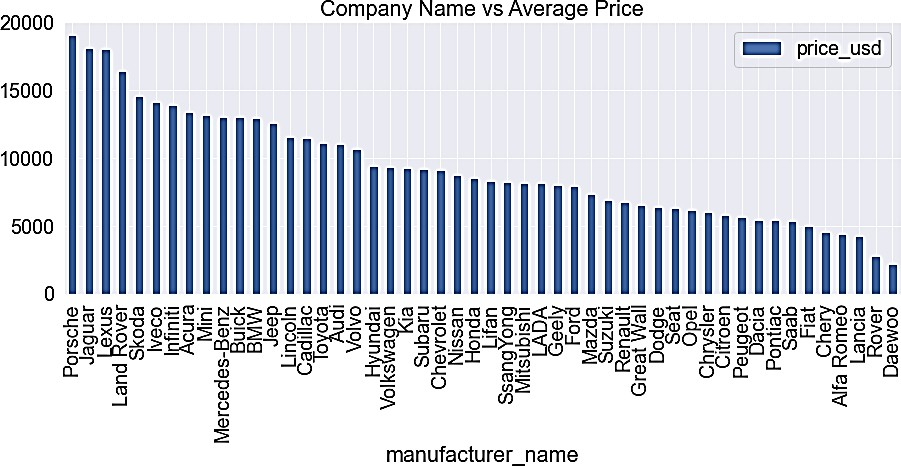 Company Name vs Average Price
20000
15000
10000
5000
0
price_usd
Porsche
Jaguar
Lexus
Land Rover
Skoda
Iveco
Infiniti
Acura
Mini
Mercedes-Benz
Buick
BMW
Jeep
Lincoln
Cadillac
Toyota
Audi
Volvo
Hyundai
Volkswagen
Kia
Subaru
Chevrolet
Nissan
Honda
Lifan
SsangYong
Mitsubishi
LADA
Geely
Ford
Mazda
Suzuki
Renault
Great Wall
Dodge
Seat
Opel
Chrysler
Citroen
Peugeot
Dacia
Pontiac
Saab
Fiat
Chery
Alfa Romeo
Lancia
Rover
Daewoo
manufacturer_name